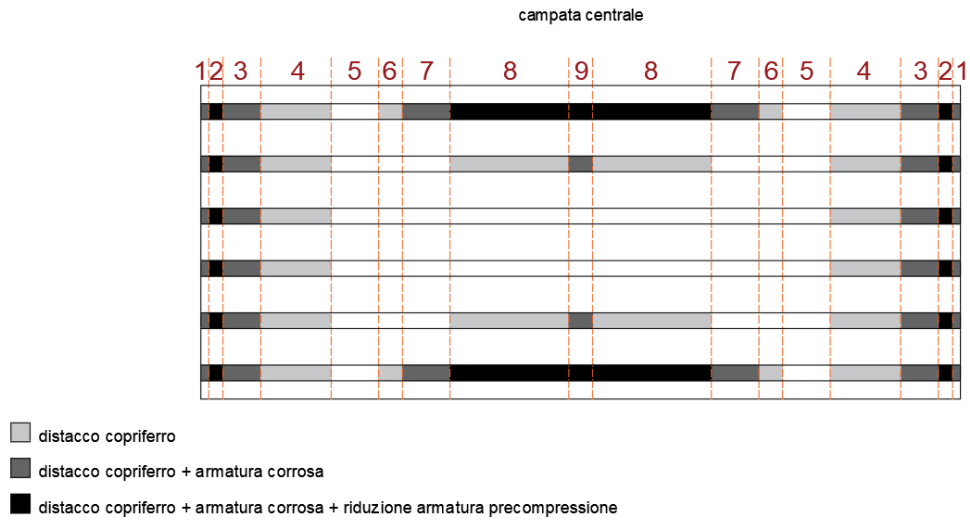 campata centrale
1 2 3 4 5 6 7 8 9 8 7 6 5 4 3 2 1
distacco copriferro
distacco copriferro + armatura corrosa
distacco copriferro + armatura corrosa + riduzione armatura precompressione